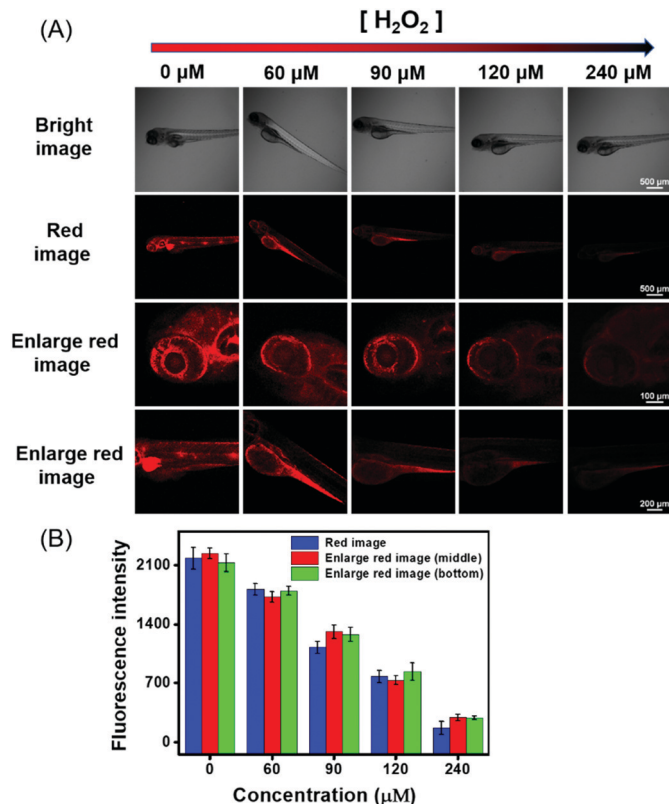 (A)
[ H₂O₂ ]
0 µM 60 µM 90 µM 120 µM 240 µM
Bright
image
500 µm
Red
image
500 µm
Enlarge red
image
100 µm
Enlarge red
image
200 µm
(B)
Fluorescence intensity
2100
1400
700
0
Red image
Enlarge red image (middle)
Enlarge red image (bottom)
0 60 90 120 240
Concentration (µM)